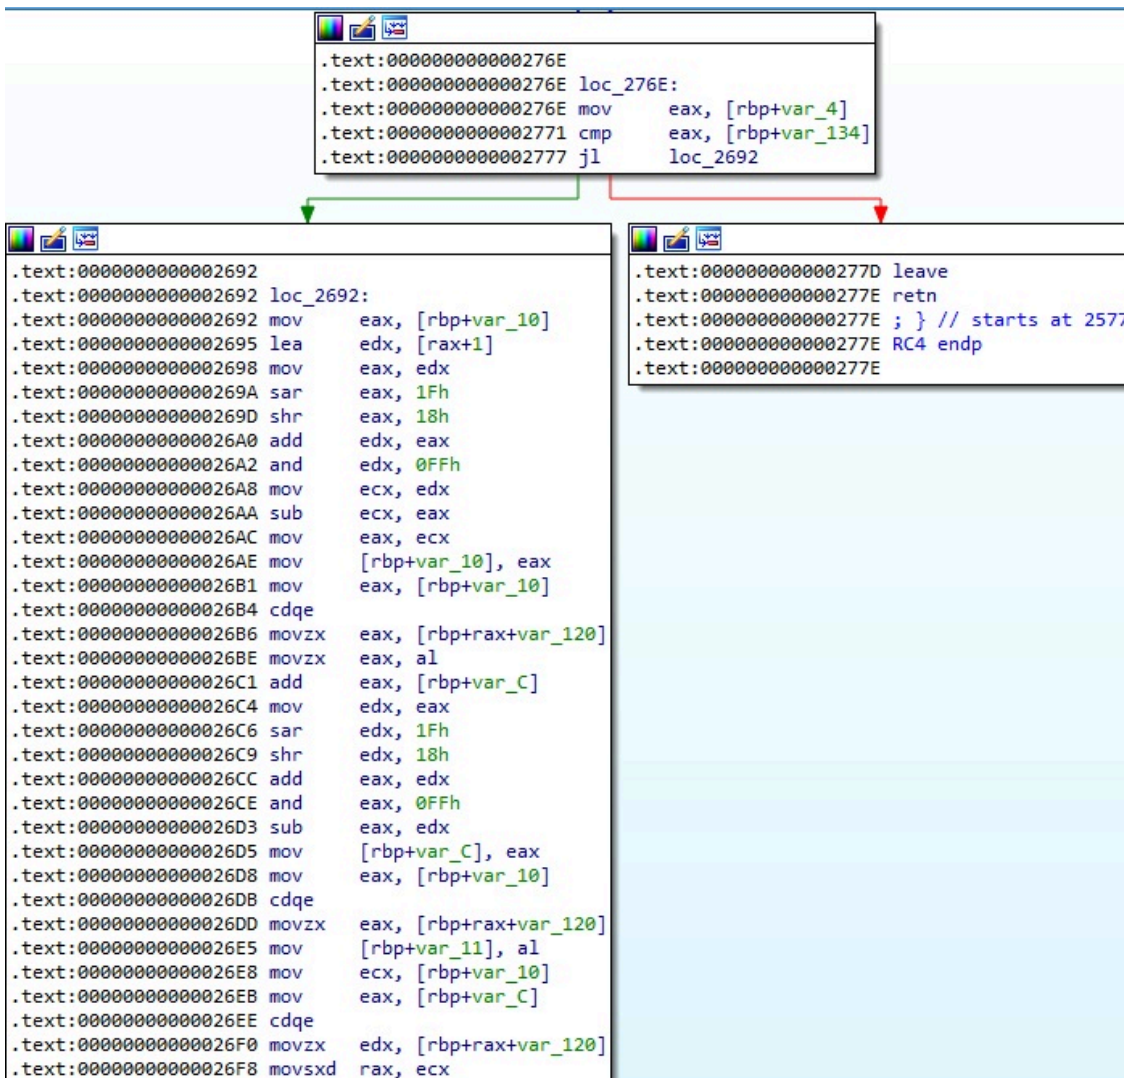 .text:000000000000276E
.text:000000000000276E loc_276E:
.text:000000000000276E mov eax, [rbp+var_4]
.text:0000000000002771 cmp eax, [rbp+var_134]
.text:0000000000002777 jl loc_2692
.text:0000000000002692
.text:0000000000002692 loc_2692:
.text:0000000000002692 mov eax, [rbp+var_10]
.text:0000000000002695 lea edx, [rax+1]
.text:0000000000002698 mov eax, edx
.text:000000000000269A sar eax, 1Fh
.text:000000000000269D shr eax, 18h
.text:00000000000026A0 add edx, eax
.text:00000000000026A2 and edx, 0FFh
.text:00000000000026A8 mov ecx, edx
.text:00000000000026AA sub ecx, eax
.text:00000000000026AC mov eax, ecx
.text:00000000000026AE mov [rbp+var_10], eax
.text:00000000000026B1 mov eax, [rbp+var_10]
.text:00000000000026B4 cdqe
.text:00000000000026B6 movzx eax, [rbp+rax+var_120]
.text:00000000000026BE movzx eax, al
.text:00000000000026C1 add eax, [rbp+var_C]
.text:00000000000026C4 mov edx, eax
.text:00000000000026C6 sar edx, 1Fh
.text:00000000000026C9 shr edx, 18h
.text:00000000000026CC add eax, edx
.text:00000000000026CE and eax, 0FFh
.text:00000000000026D3 sub eax, edx
.text:00000000000026D5 mov [rbp+var_C], eax
.text:00000000000026D8 mov eax, [rbp+var_10]
.text:00000000000026DB cdqe
.text:00000000000026DD movzx eax, [rbp+rax+var_120]
.text:00000000000026E5 mov [rbp+var_11], al
.text:00000000000026E8 mov ecx, [rbp+var_10]
.text:00000000000026EB mov eax, [rbp+var_C]
.text:00000000000026EE cdqe
.text:00000000000026F0 movzx edx, [rbp+rax+var_120]
.text:00000000000026F8 movsxd rax, ecx
.text:000000000000277D leave
.text:000000000000277E retn
.text:000000000000277E ; } // starts at 2577
.text:000000000000277E RC4 endp
.text:000000000000277E